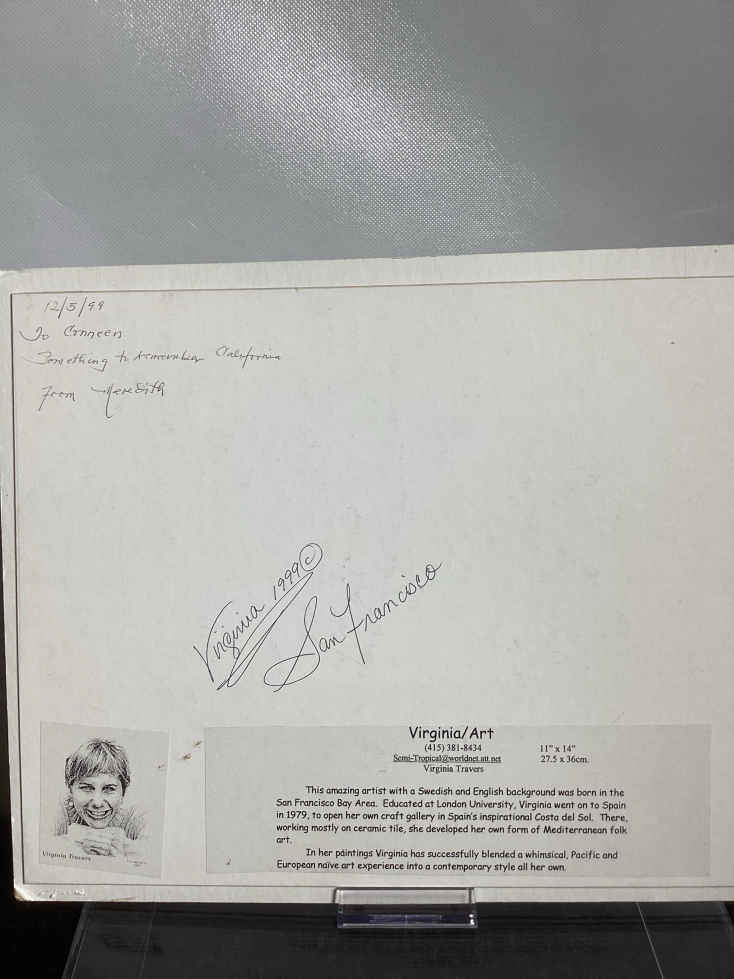 12/5/99
To Conneen
Something to remember California
From Meredith
Virginia 1999 ©
San Francisco
Virginia/Art
(415) 381-8434
Semi-Tropical@worldnet.att.net
Virginia Travers
11" x 14"
27.5 x 36cm.
This amazing artist with a Swedish and English background was born in the
San Francisco Bay Area. Educated at London University, Virginia went on to Spain
in 1979, to open her own craft gallery in Spain's inspirational Costa del Sol. There,
working mostly on ceramic tile, she developed her own form of Mediterranean folk
art.
In her paintings Virginia has successfully blended a whimsical, Pacific and
European naïve art experience into a contemporary style all her own.
Virginia Travers